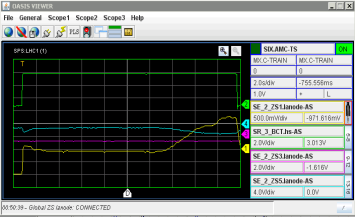 OASIS VIEWER
File General Scope1 Scope2 Scope3 Help
PLS
SPS:LHC1 (1)
SIX.AMC-TS ON
MX.C-TRAIN MX.C-TRAIN
0 0
2.0s/div -755.556ms
1.0V + L
SE_2_ZS1.Ianode-AS
500.0mV/div -971.616mV
SR_3_BCT.hs-AS
2.0V/div 3.013V
SE_2_ZS3.Ianode-AS
2.0V/div -1.616V
SE_2_ZS5.Ianode-AS
4.0V/div 0.0V
00:50:39 - Global ZS Ianode: CONNECTED